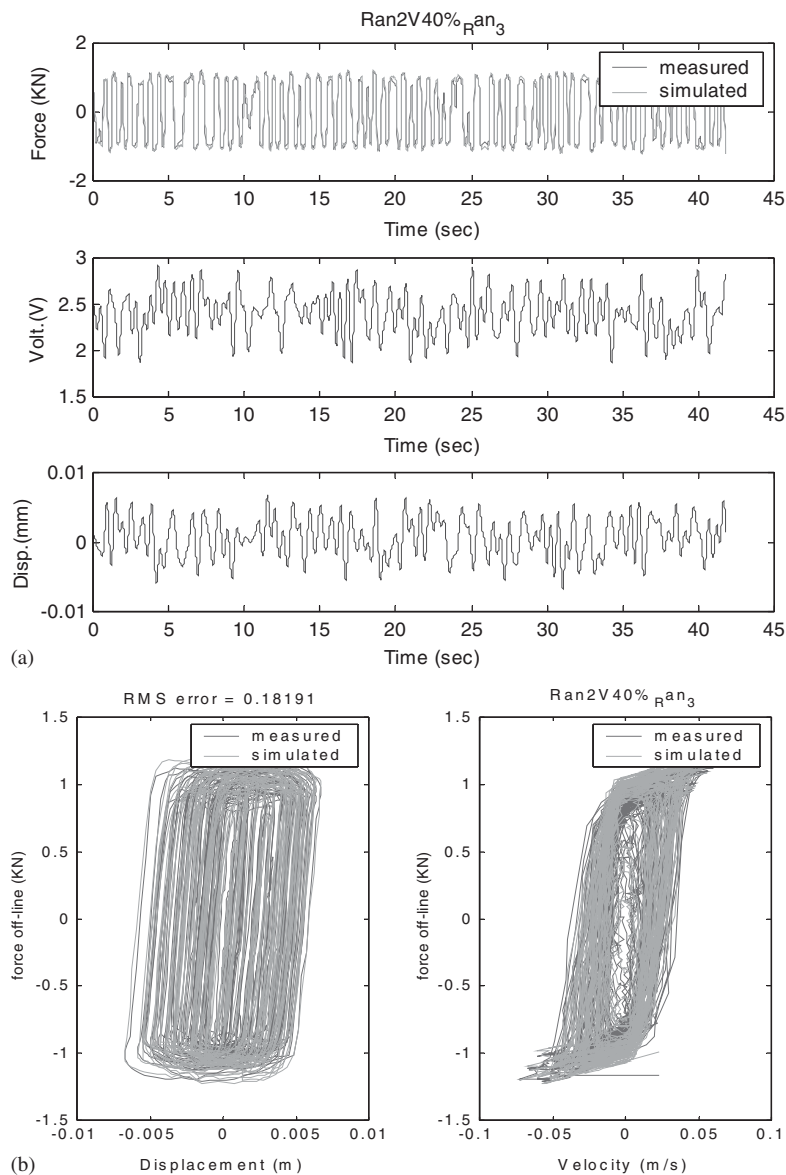 Ran2V40%Ran3
2
0
-2
Force (KN)
measured
simulated
0 5 10 15 20 25 30 35 40 45
Time (sec)
3
2.5
2
1.5
Volt.(V)
0 5 10 15 20 25 30 35 40 45
Time (sec)
0.01
0
-0.01
Disp.(mm)
0 5 10 15 20 25 30 35 40 45
Time (sec)
(a)
RMS error = 0.18191
measured
simulated
1.5
1
0.5
0
-0.5
-1
-1.5
force off-line (KN)
-0.01 -0.005 0 0.005 0.01
Displacement (m)
Ran2V40%Ran3
measured
simulated
1.5
1
0.5
0
-0.5
-1
-1.5
force off-line (KN)
-0.1 -0.05 0 0.05 0.1
Velocity (m/s)
(b)